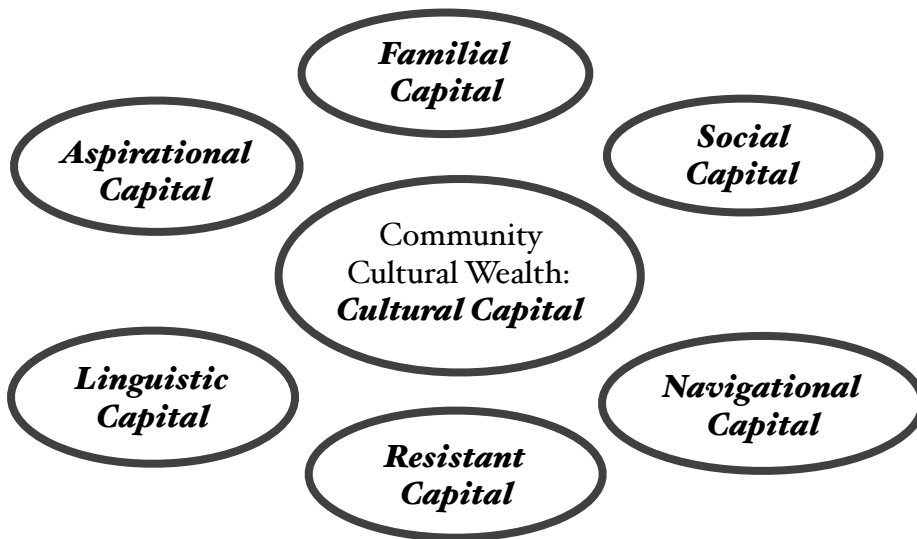 Familial
Capital
Aspirational
Capital
Social
Capital
Community
Cultural Wealth:
Cultural Capital
Linguistic
Capital
Navigational
Capital
Resistant
Capital